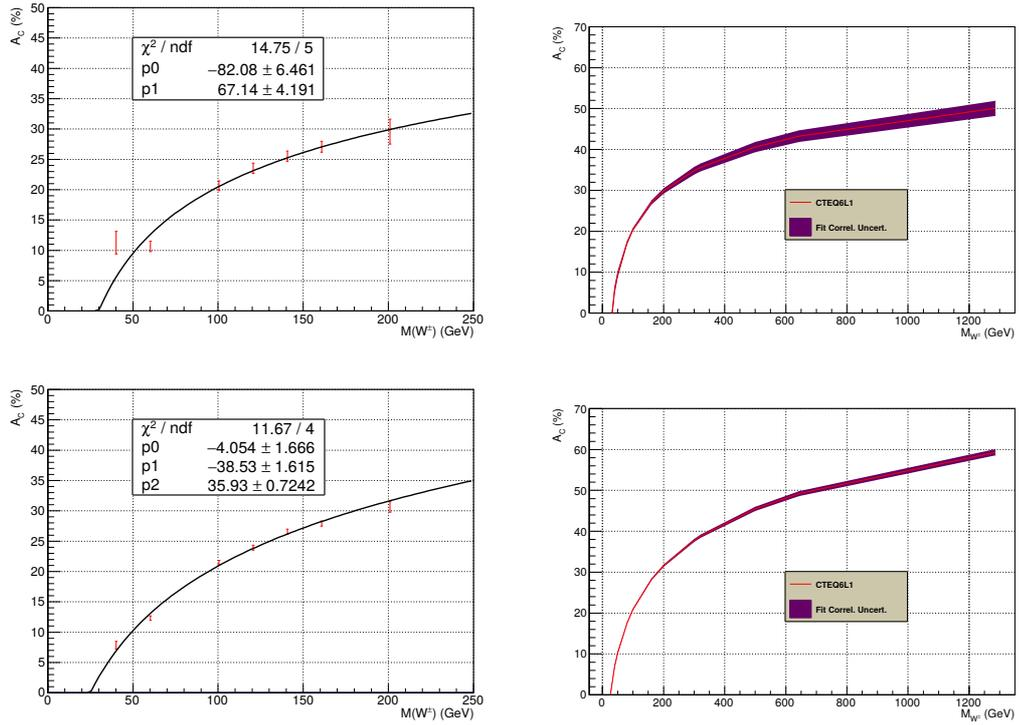 A_C (%)
50
45
40
35
30
25
20
15
10
5
0
χ² / ndf 14.75 / 5
p0 −82.08 ± 6.461
p1 67.14 ± 4.191
0 50 100 150 200 250
M(W±) (GeV)
A_C (%)
70
60
50
40
30
20
10
0
CTEQ6L1
Fit Correl. Uncert.
0 200 400 600 800 1000 1200
M_W± (GeV)
A_C (%)
50
45
40
35
30
25
20
15
10
5
0
χ² / ndf 11.67 / 4
p0 −4.054 ± 1.666
p1 −38.53 ± 1.615
p2 35.93 ± 0.7242
0 50 100 150 200 250
M(W±) (GeV)
A_C (%)
70
60
50
40
30
20
10
0
CTEQ6L1
Fit Correl. Uncert.
0 200 400 600 800 1000 1200
M_W± (GeV)